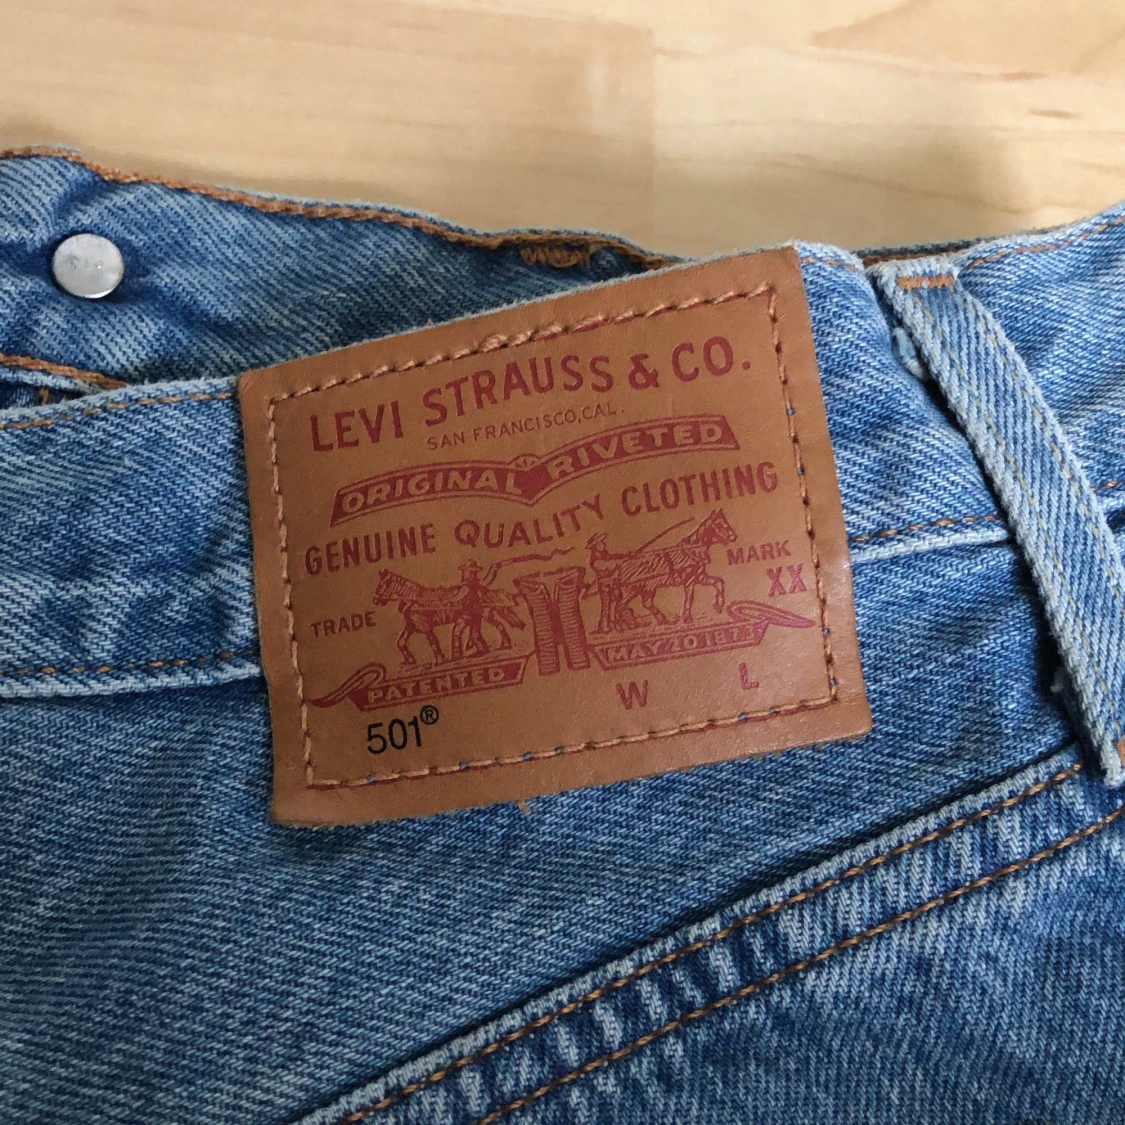 LEVI STRAUSS & CO.
SAN FRANCISCO, CAL.
ORIGINAL RIVETED
GENUINE QUALITY CLOTHING
TRADE MARK
XX
PATENTED MAY 20 1873
W L
501®